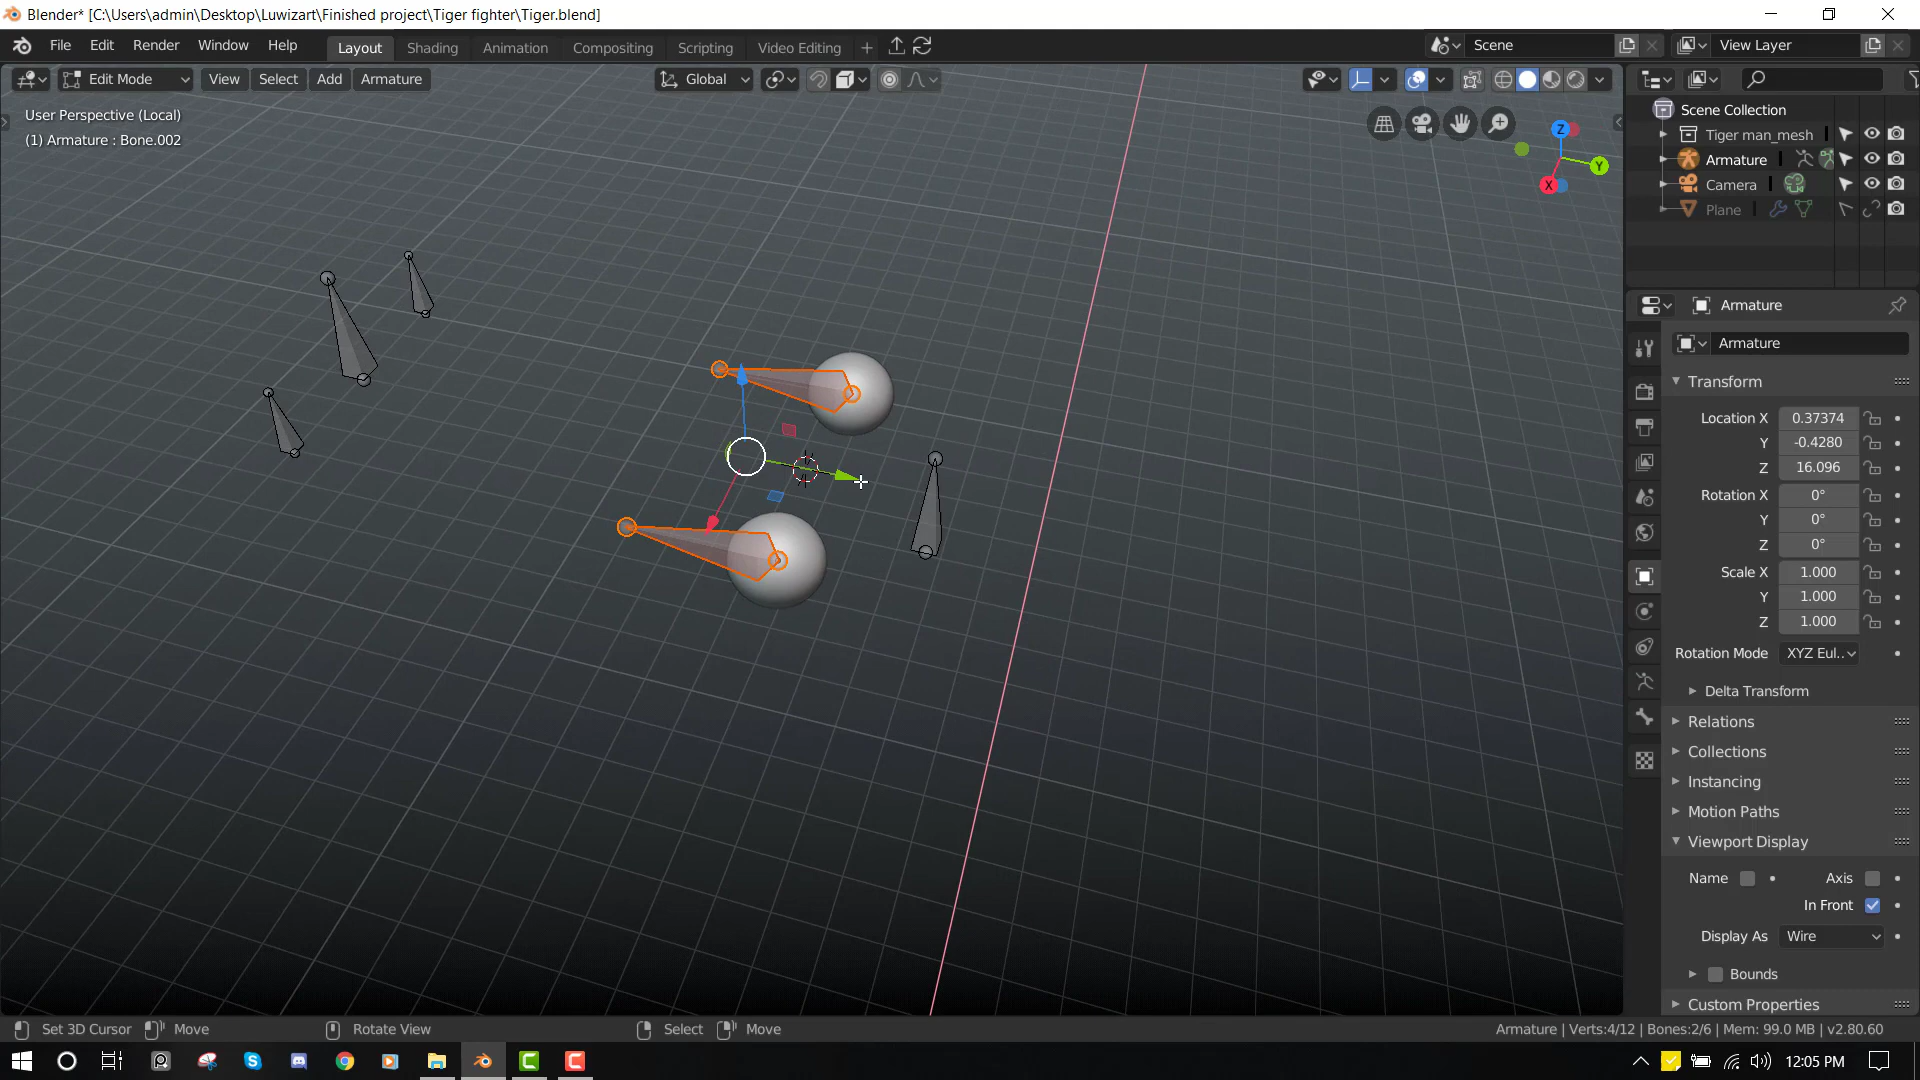 Blender* [C:\Users\admin\Desktop\Luwizart\Finished project\Tiger fighter\Tiger.blend]
File Edit Render Window Help Layout Shading Animation Compositing Scripting Video Editing + Scene View Layer
Edit Mode View Select Add Armature Global
User Perspective (Local)
(1) Armature : Bone.002
Z
Y
X
Scene Collection
Tiger man_mesh
Armature
Camera
Plane
Armature
Armature
Transform
Location X 0.37374
Y -0.4280
Z 16.096
Rotation X 0°
Y 0°
Z 0°
Scale X 1.000
Y 1.000
Z 1.000
Rotation Mode XYZ Eul..
Delta Transform
Relations
Collections
Instancing
Motion Paths
Viewport Display
Name Axis
In Front
Display As Wire
Bounds
Custom Properties
Set 3D Cursor Move Rotate View Select Move Armature | Verts:4/12 | Bones:2/6 | Mem: 99.0 MB | v2.80.60
12:05 PM